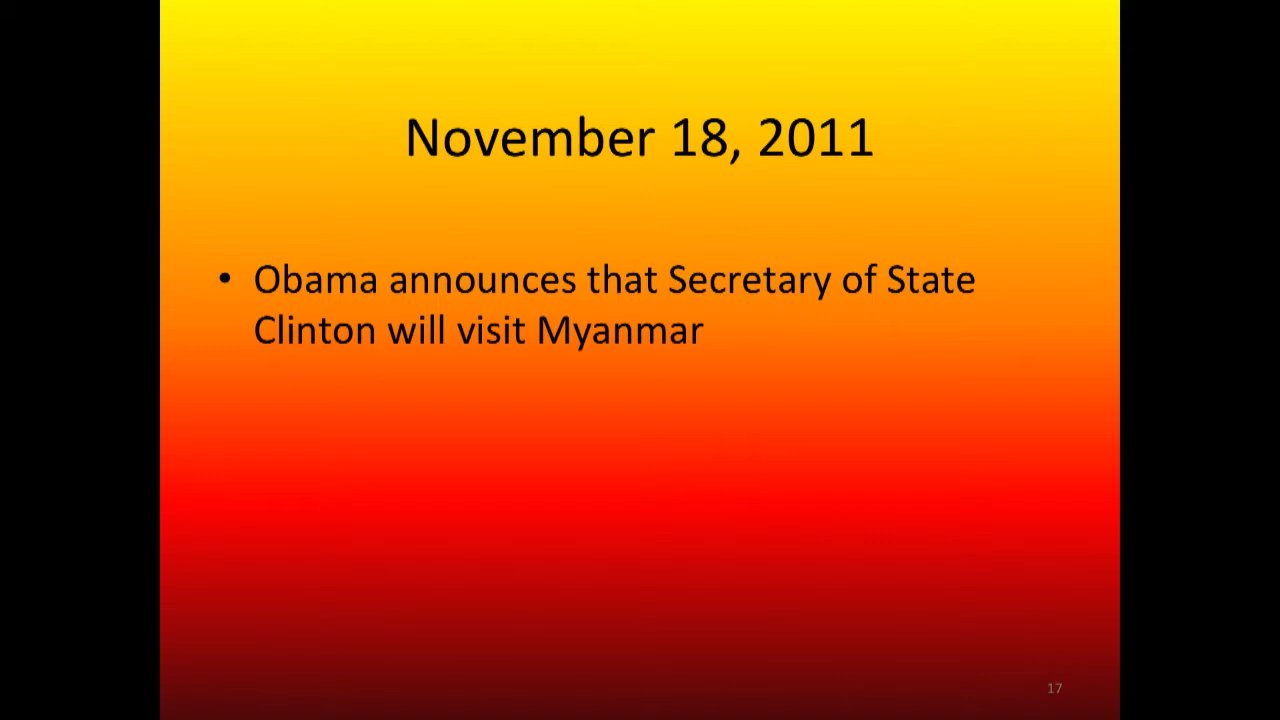 November 18, 2011
• Obama announces that Secretary of State
Clinton will visit Myanmar
17